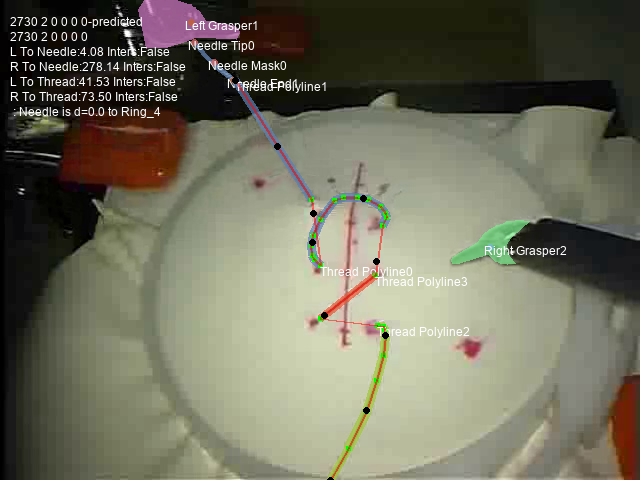 2730 2 0 0 0 0-predicted
2730 2 0 0 0 0
L To Needle:4.08 Inters:False
R To Needle:278.14 Inters:False
L To Thread:41.53 Inters:False
R To Thread:73.50 Inters:False
: Needle is d=0.0 to Ring_4
Left Grasper1
Needle Tip0
Needle Mask0
Needle End1
Thread Polyline1
Right Grasper2
Thread Polyline0
Thread Polyline3
Thread Polyline2